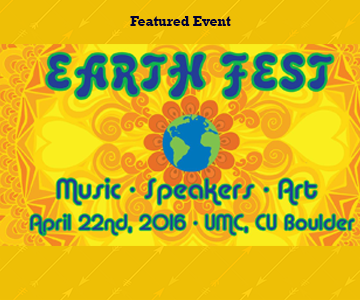 Featured Event
EARTH FEST
Music · Speakers · Art
April 22nd, 2016 · UMC, CU Boulder